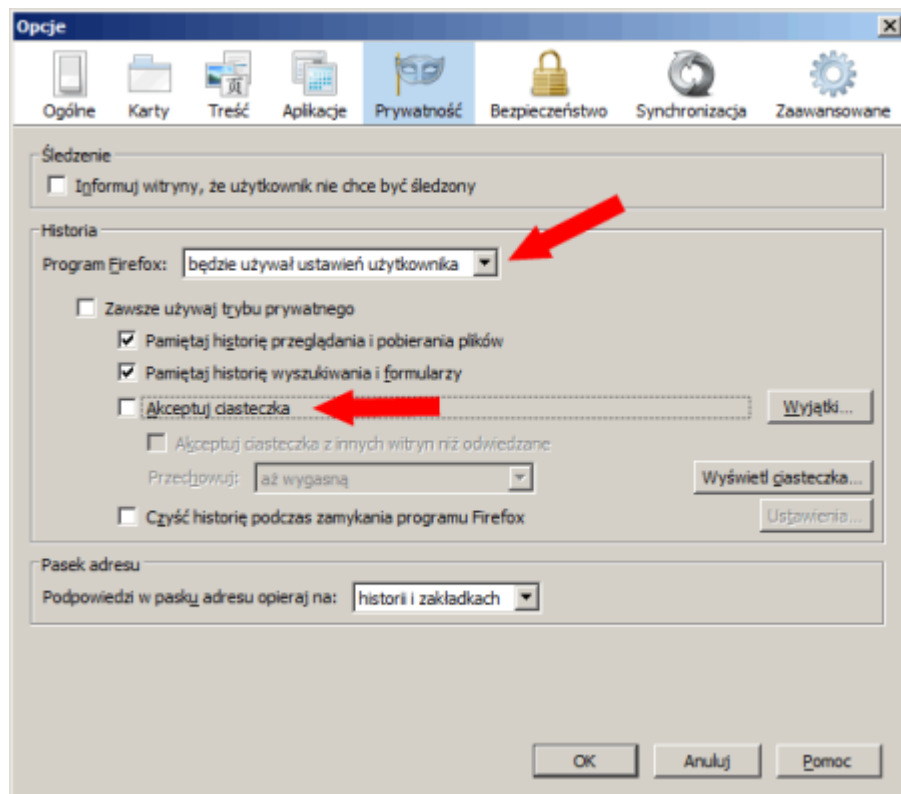 Opcje
Ogólne Karty Treść Aplikacje Prywatność Bezpieczeństwo Synchronizacja Zaawansowane
Śledzenie
Informuj witryny, że użytkownik nie chce być śledzony
Historia
Program Firefox: będzie używał ustawień użytkownika
Zawsze używaj trybu prywatnego
Pamiętaj historię przeglądania i pobierania plików
Pamiętaj historię wyszukiwania i formularzy
Akceptuj ciasteczka Wyjątki...
Akceptuj ciasteczka z innych witryn niż odwiedzane
Przechowuj: aż wygasną Wyświetl ciasteczka...
Czyść historię podczas zamykania programu Firefox Ustawienia...
Pasek adresu
Podpowiedzi w pasku adresu opieraj na: historii i zakładkach
OK Anuluj Pomoc